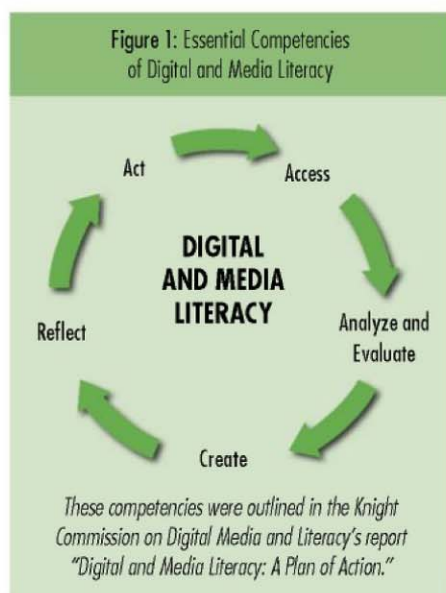 Figure 1: Essential Competencies
of Digital and Media Literacy
Act
Access
DIGITAL
AND MEDIA
LITERACY
Reflect
Analyze and
Evaluate
Create
These competencies were outlined in the Knight
Commission on Digital Media and Literacy's report
"Digital and Media Literacy: A Plan of Action."